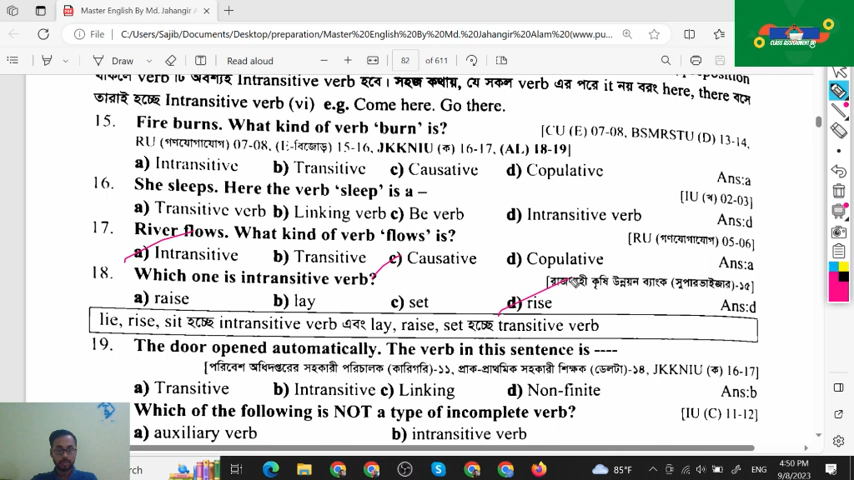 Master English By Md. Jahangir A
File
C:/Users/Sajib/Documents/Desktop/preparation/Master%20English%20By%20Md.%20Jahangir%20Alam%20(www.pu...
Draw
Read aloud
82 of 611
CLASS ASSIGNMENT BD
থাকলে verb টি অবশ্যই Intransitive verb হবে। সহজ কথায়, যে সকল verb এর পরে it নয় বরং here, there বসে
তারাই হচ্ছে Intransitive verb (vi) e.g. Come here. Go there.
15. Fire burns. What kind of verb 'burn' is? [CU (E) 07-08, BSMRSTU (D) 13-14,
RU (গণযোগাযোগ) 07-08, (E-বিজোড়) 15-16, JKKNIU (ক) 16-17, (AL) 18-19]
a) Intransitive b) Transitive c) Causative d) Copulative Ans:a
16. She sleeps. Here the verb 'sleep' is a – [IU (খ) 02-03]
a) Transitive verb b) Linking verb c) Be verb d) Intransitive verb Ans:d
17. River flows. What kind of verb 'flows' is? [RU (গণযোগাযোগ) 05-06]
a) Intransitive b) Transitive c) Causative d) Copulative Ans:a
18. Which one is intransitive verb? [রাজশাহী কৃষি উন্নয়ন ব্যাংক (সুপারভাইজার)-১৫]
a) raise b) lay c) set d) rise Ans:d
lie, rise, sit হচ্ছে intransitive verb এবং lay, raise, set হচ্ছে transitive verb
19. The door opened automatically. The verb in this sentence is ----
[পরিবেশ অধিদপ্তরের সহকারী পরিচালক (কারিগরি)-১১, প্রাক-প্রাথমিক সহকারী শিক্ষক (ডেলটা)-১৪, JKKNIU (ক) 16-17]
a) Transitive b) Intransitive c) Linking d) Non-finite Ans:b
Which of the following is NOT a type of incomplete verb? [IU (C) 11-12]
a) auxiliary verb b) intransitive verb
rch
85°F
ENG
4:50 PM
9/8/2023